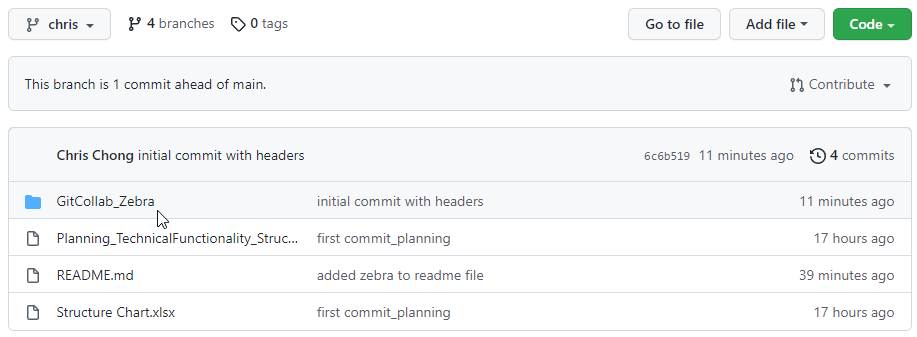 chris 4 branches 0 tags Go to file Add file Code
This branch is 1 commit ahead of main. Contribute
Chris Chong initial commit with headers 6c6b519 11 minutes ago 4 commits
GitCollab_Zebra initial commit with headers 11 minutes ago
Planning_TechnicalFunctionality_Struc... first commit_planning 17 hours ago
README.md added zebra to readme file 39 minutes ago
Structure Chart.xlsx first commit_planning 17 hours ago